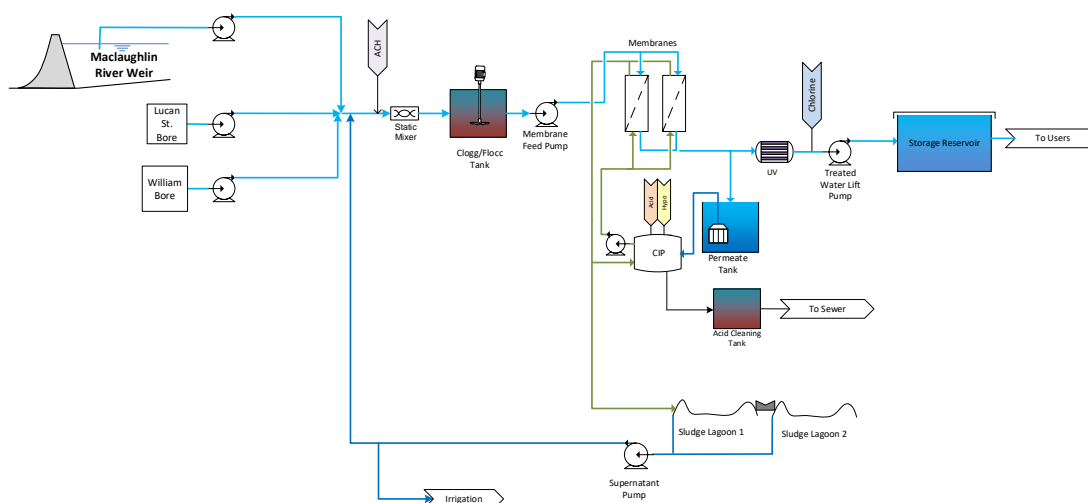 Maclaughlin
River Weir
Lucan
St.
Bore
William
Bore
ACH
Static
Mixer
Clogg/Flocc
Tank
Membrane
Feed Pump
Membranes
Acid
Hypo
CIP
Permeate
Tank
UV
Chlorine
Treated
Water Lift
Pump
Storage Reservoir
To Users
Acid Cleaning
Tank
To Sewer
Sludge Lagoon 1
Sludge Lagoon 2
Supernatant
Pump
Irrigation